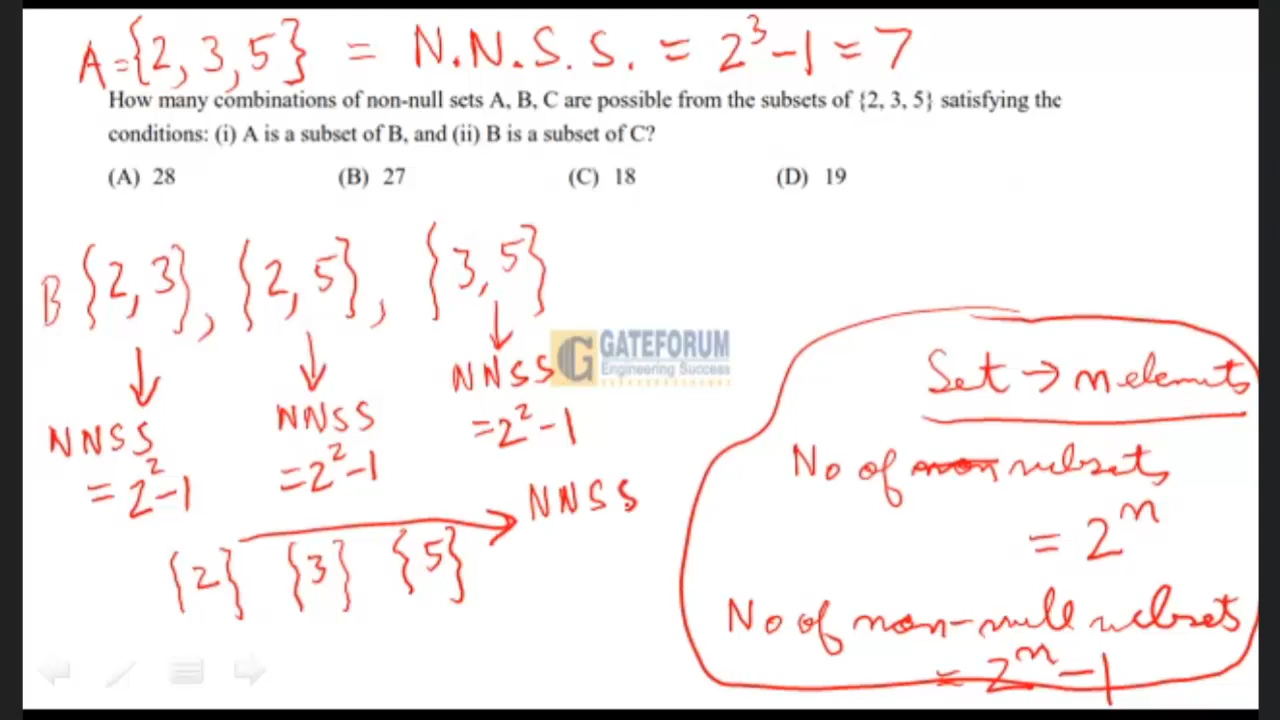 A = {2, 3, 5} = N.N.S.S. = 2³ - 1 = 7
How many combinations of non-null sets A, B, C are possible from the subsets of {2, 3, 5} satisfying the
conditions: (i) A is a subset of B, and (ii) B is a subset of C?
(A) 28 (B) 27 (C) 18 (D) 19
B {2, 3}, {2, 5}, {3, 5}
NNSS
= 2² - 1
NNSS
= 2² - 1
NNSS
= 2² - 1
{2} {3} {5}
NNSS
GATEFORUM
Engineering Success
Set → n elements
No of subsets
= 2ⁿ
No of non-null subsets
= 2ⁿ - 1